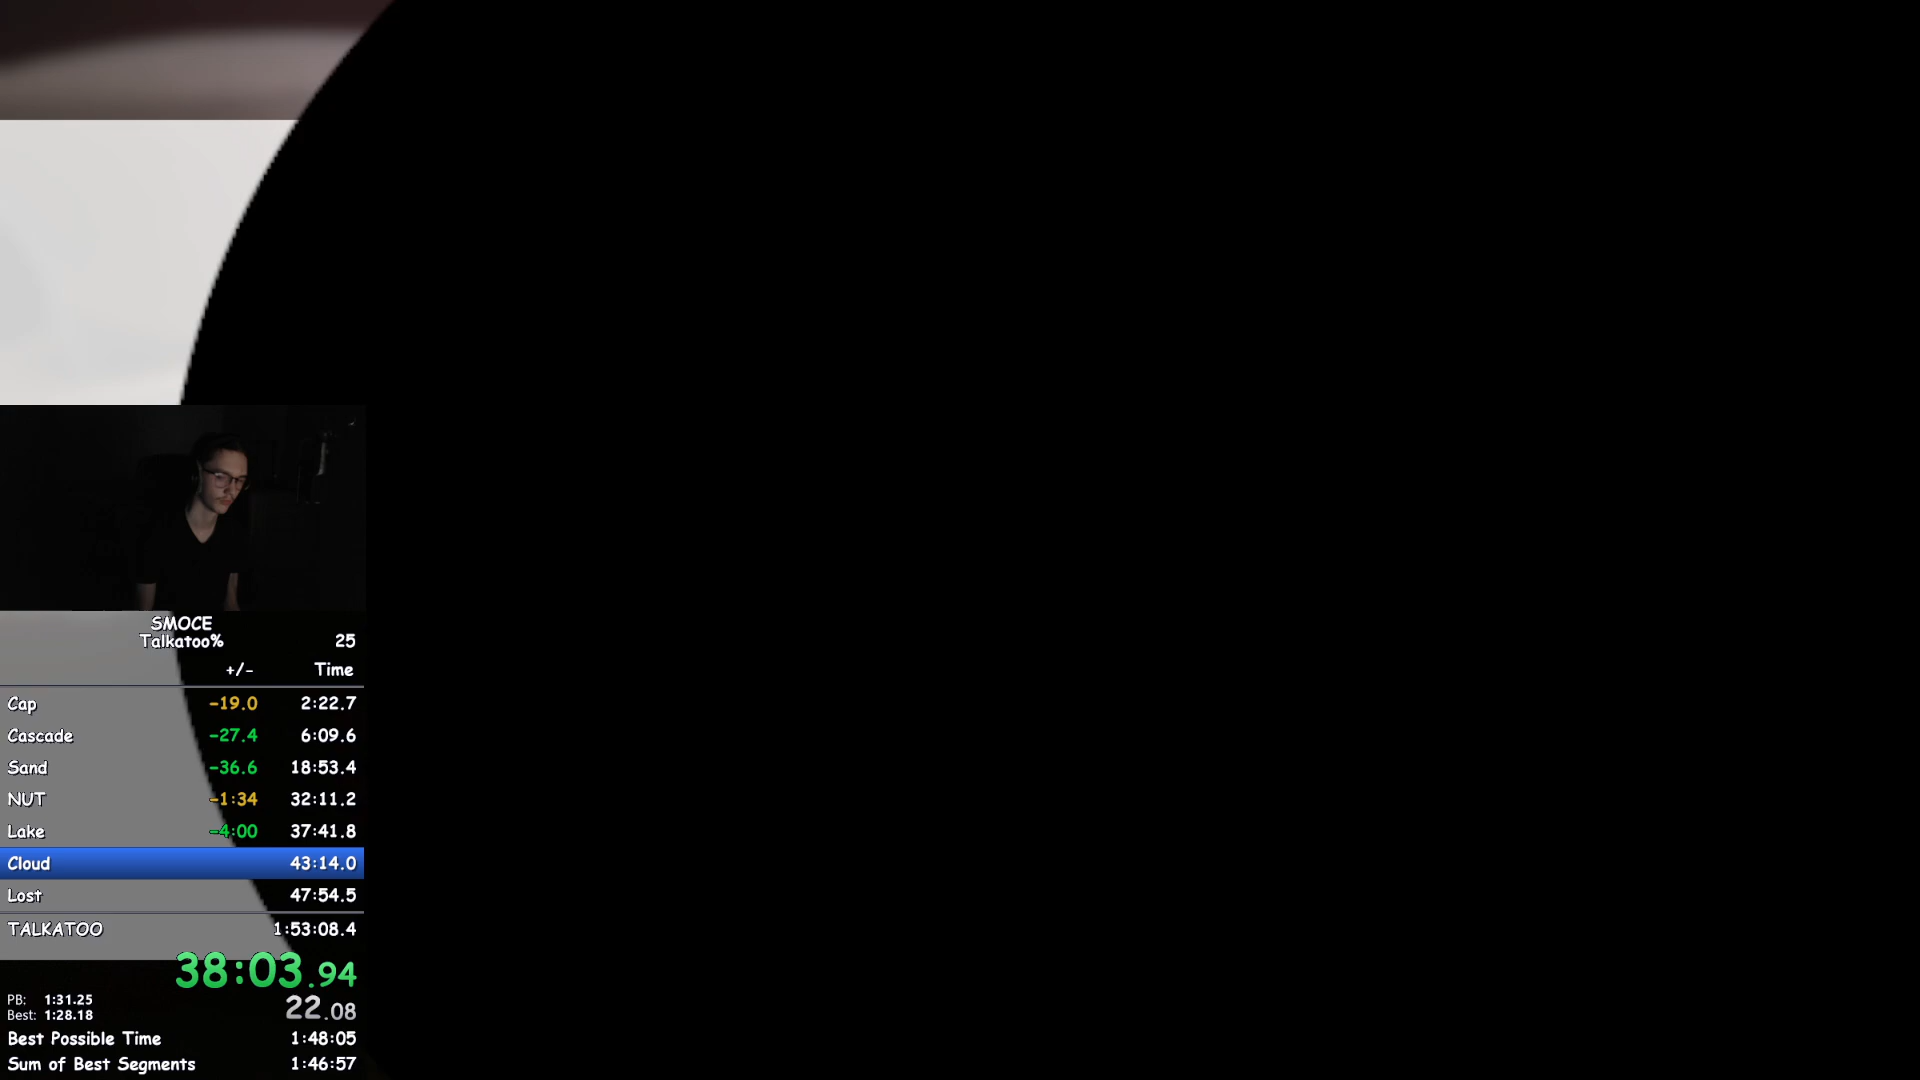 SMOCE
Talkatoo% 25
+/- Time
Cap -19.0 2:22.7
Cascade -27.4 6:09.6
Sand -36.6 18:53.4
NUT -1:34 32:11.2
Lake -4:00 37:41.8
Cloud 43:14.0
Lost 47:54.5
TALKATOO 1:53:08.4
38:03.94
PB: 1:31.25 22.08
Best: 1:28.18
Best Possible Time 1:48:05
Sum of Best Segments 1:46:57